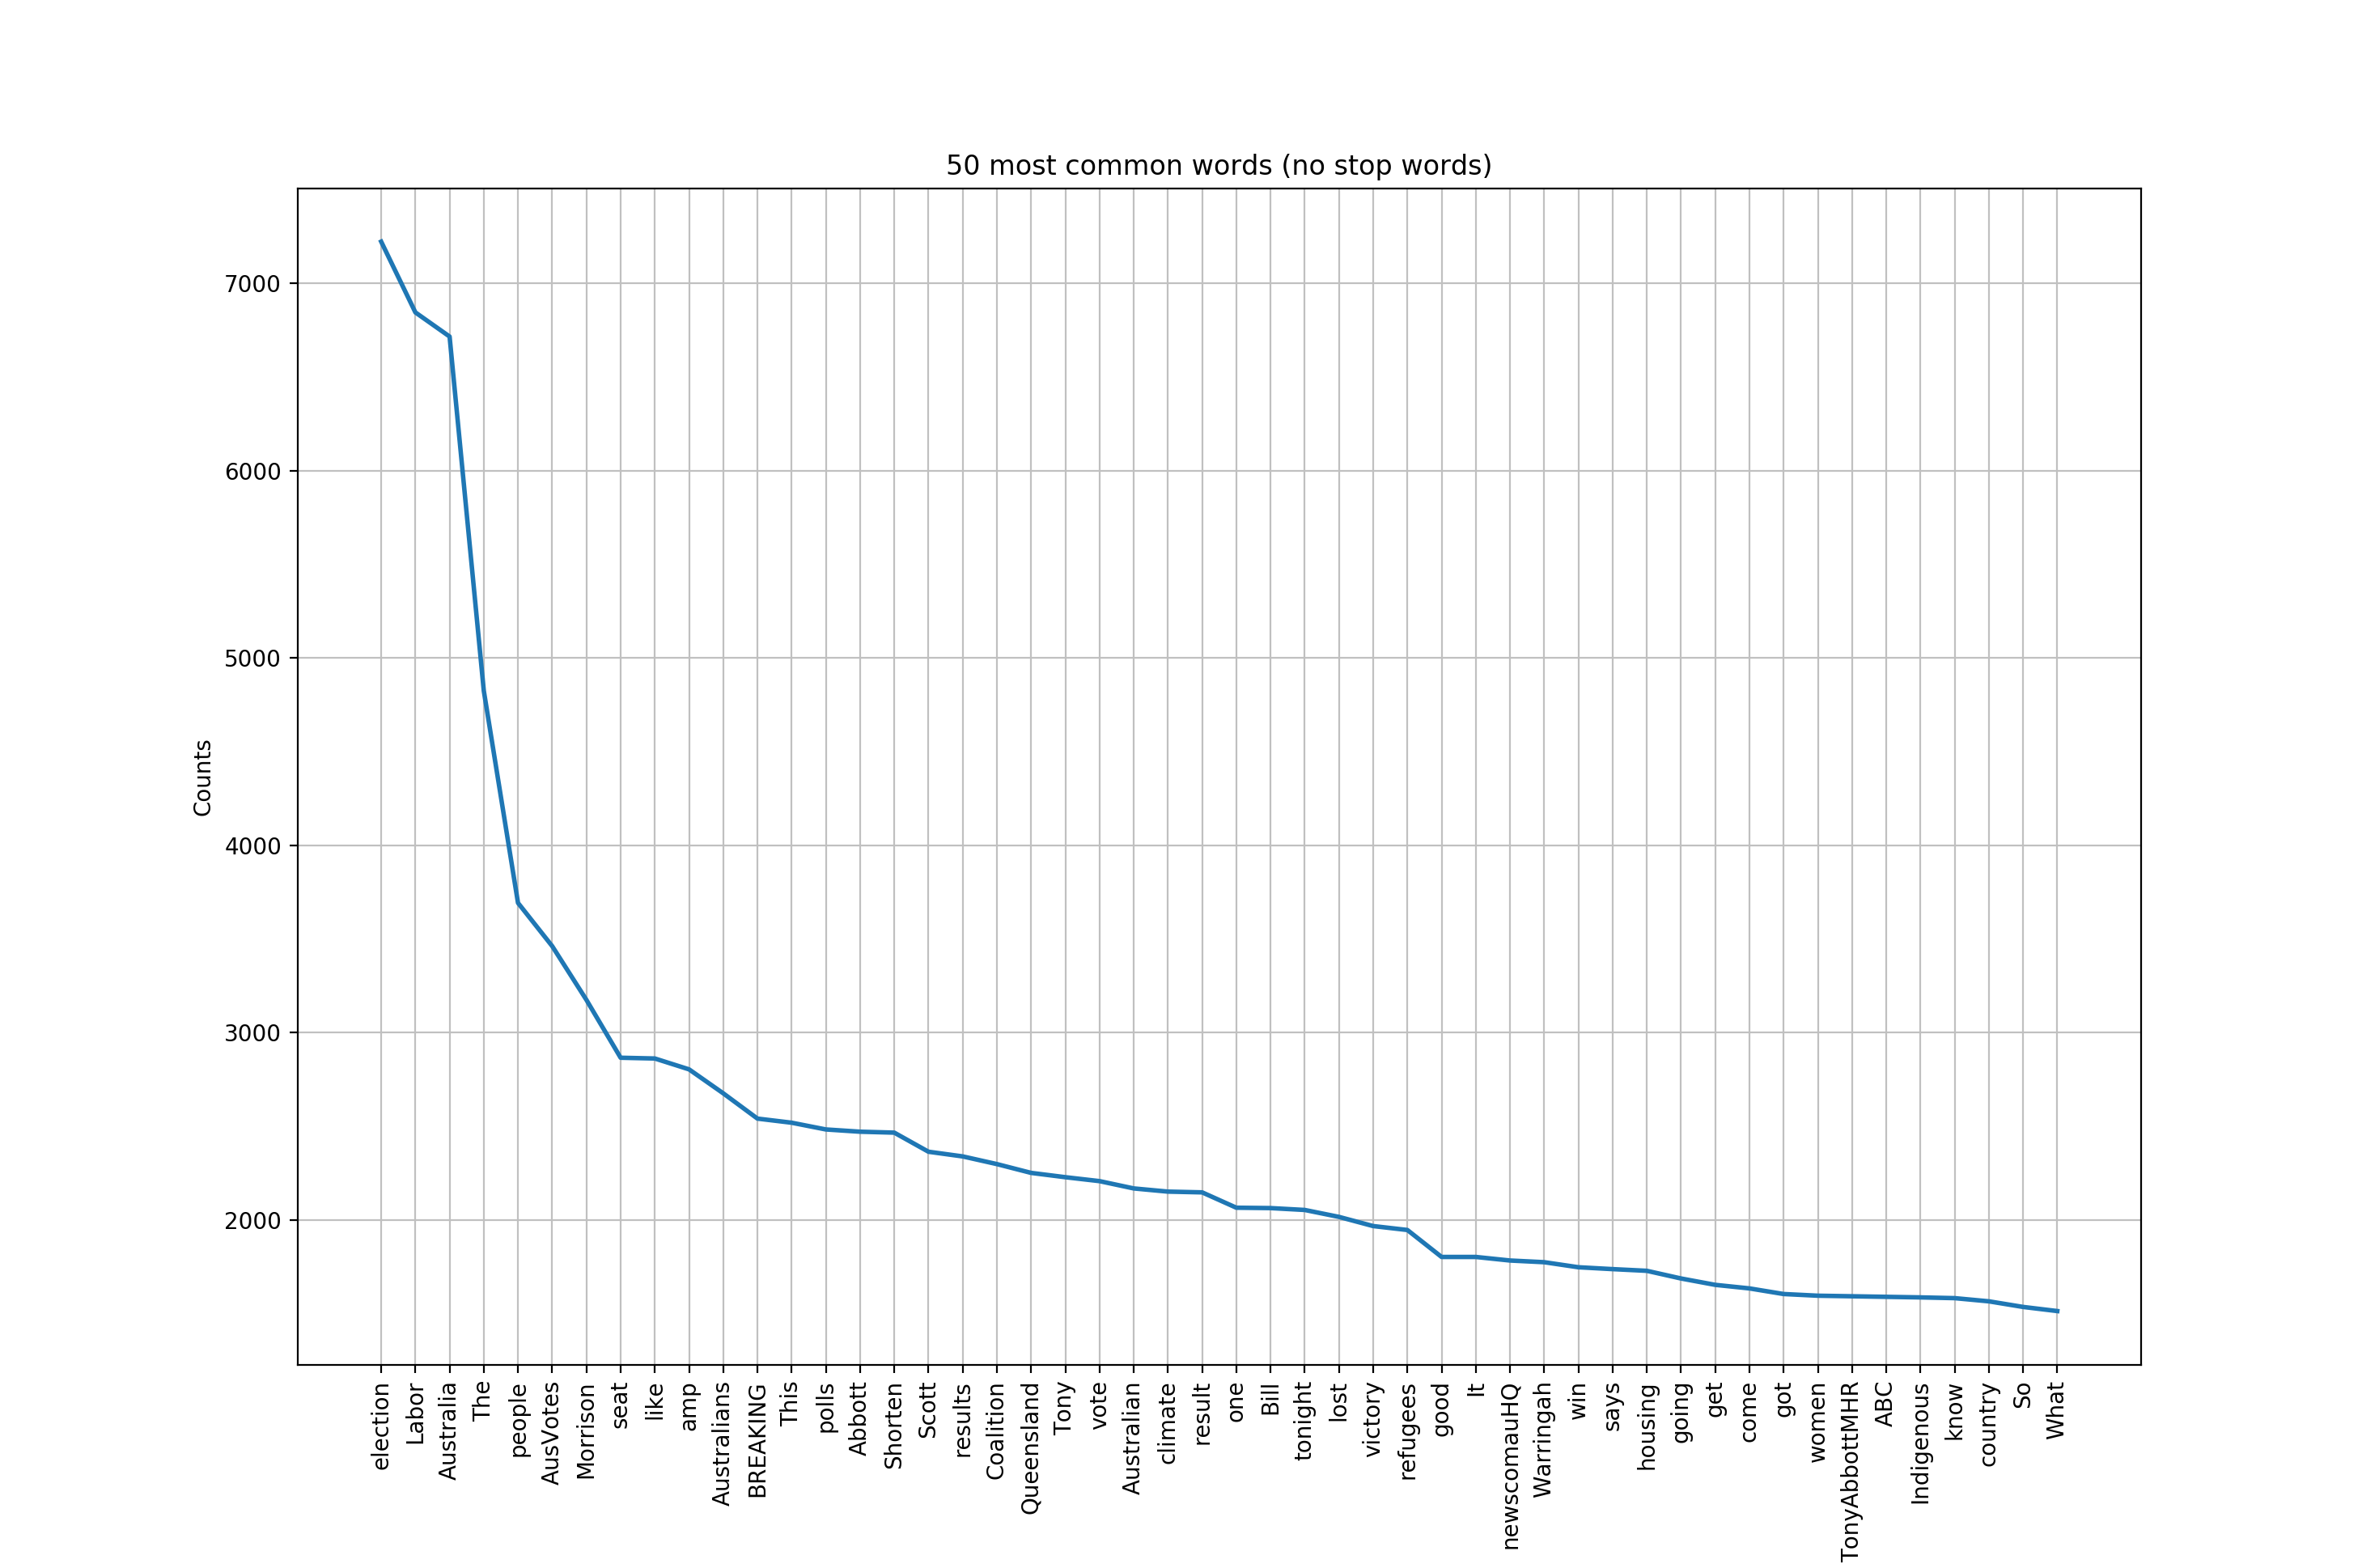 50 most common words (no stop words)
Counts
7000
6000
5000
4000
3000
2000
election
Labor
Australia
The
people
AusVotes
Morrison
seat
like
amp
Australians
BREAKING
This
polls
Abbott
Shorten
Scott
results
Coalition
Queensland
Tony
vote
Australian
climate
result
one
Bill
tonight
lost
victory
refugees
good
It
newscomauHQ
Warringah
win
says
housing
going
get
come
got
women
TonyAbbottMHR
ABC
Indigenous
know
country
So
What